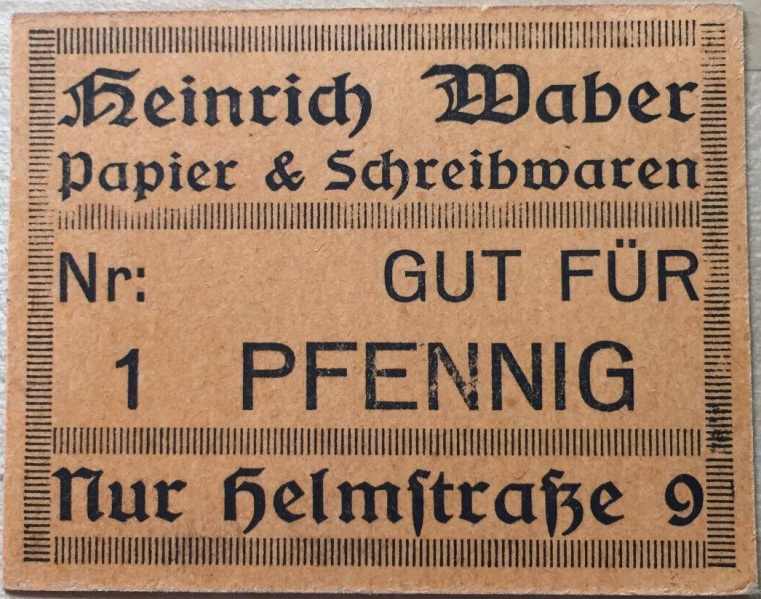 Heinrich Waber
Papier & Schreibwaren
Nr: GUT FÜR
1 PFENNIG
Nur Helmſtraße 9